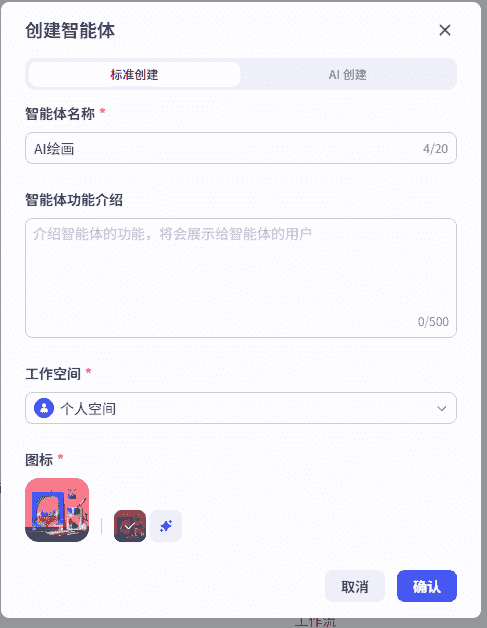 创建智能体
标准创建 AI 创建
智能体名称 *
AI绘画 4/20
智能体功能介绍
介绍智能体的功能，将会展示给智能体的用户
0/500
工作空间 *
个人空间
图标 *
取消 确认
工作流